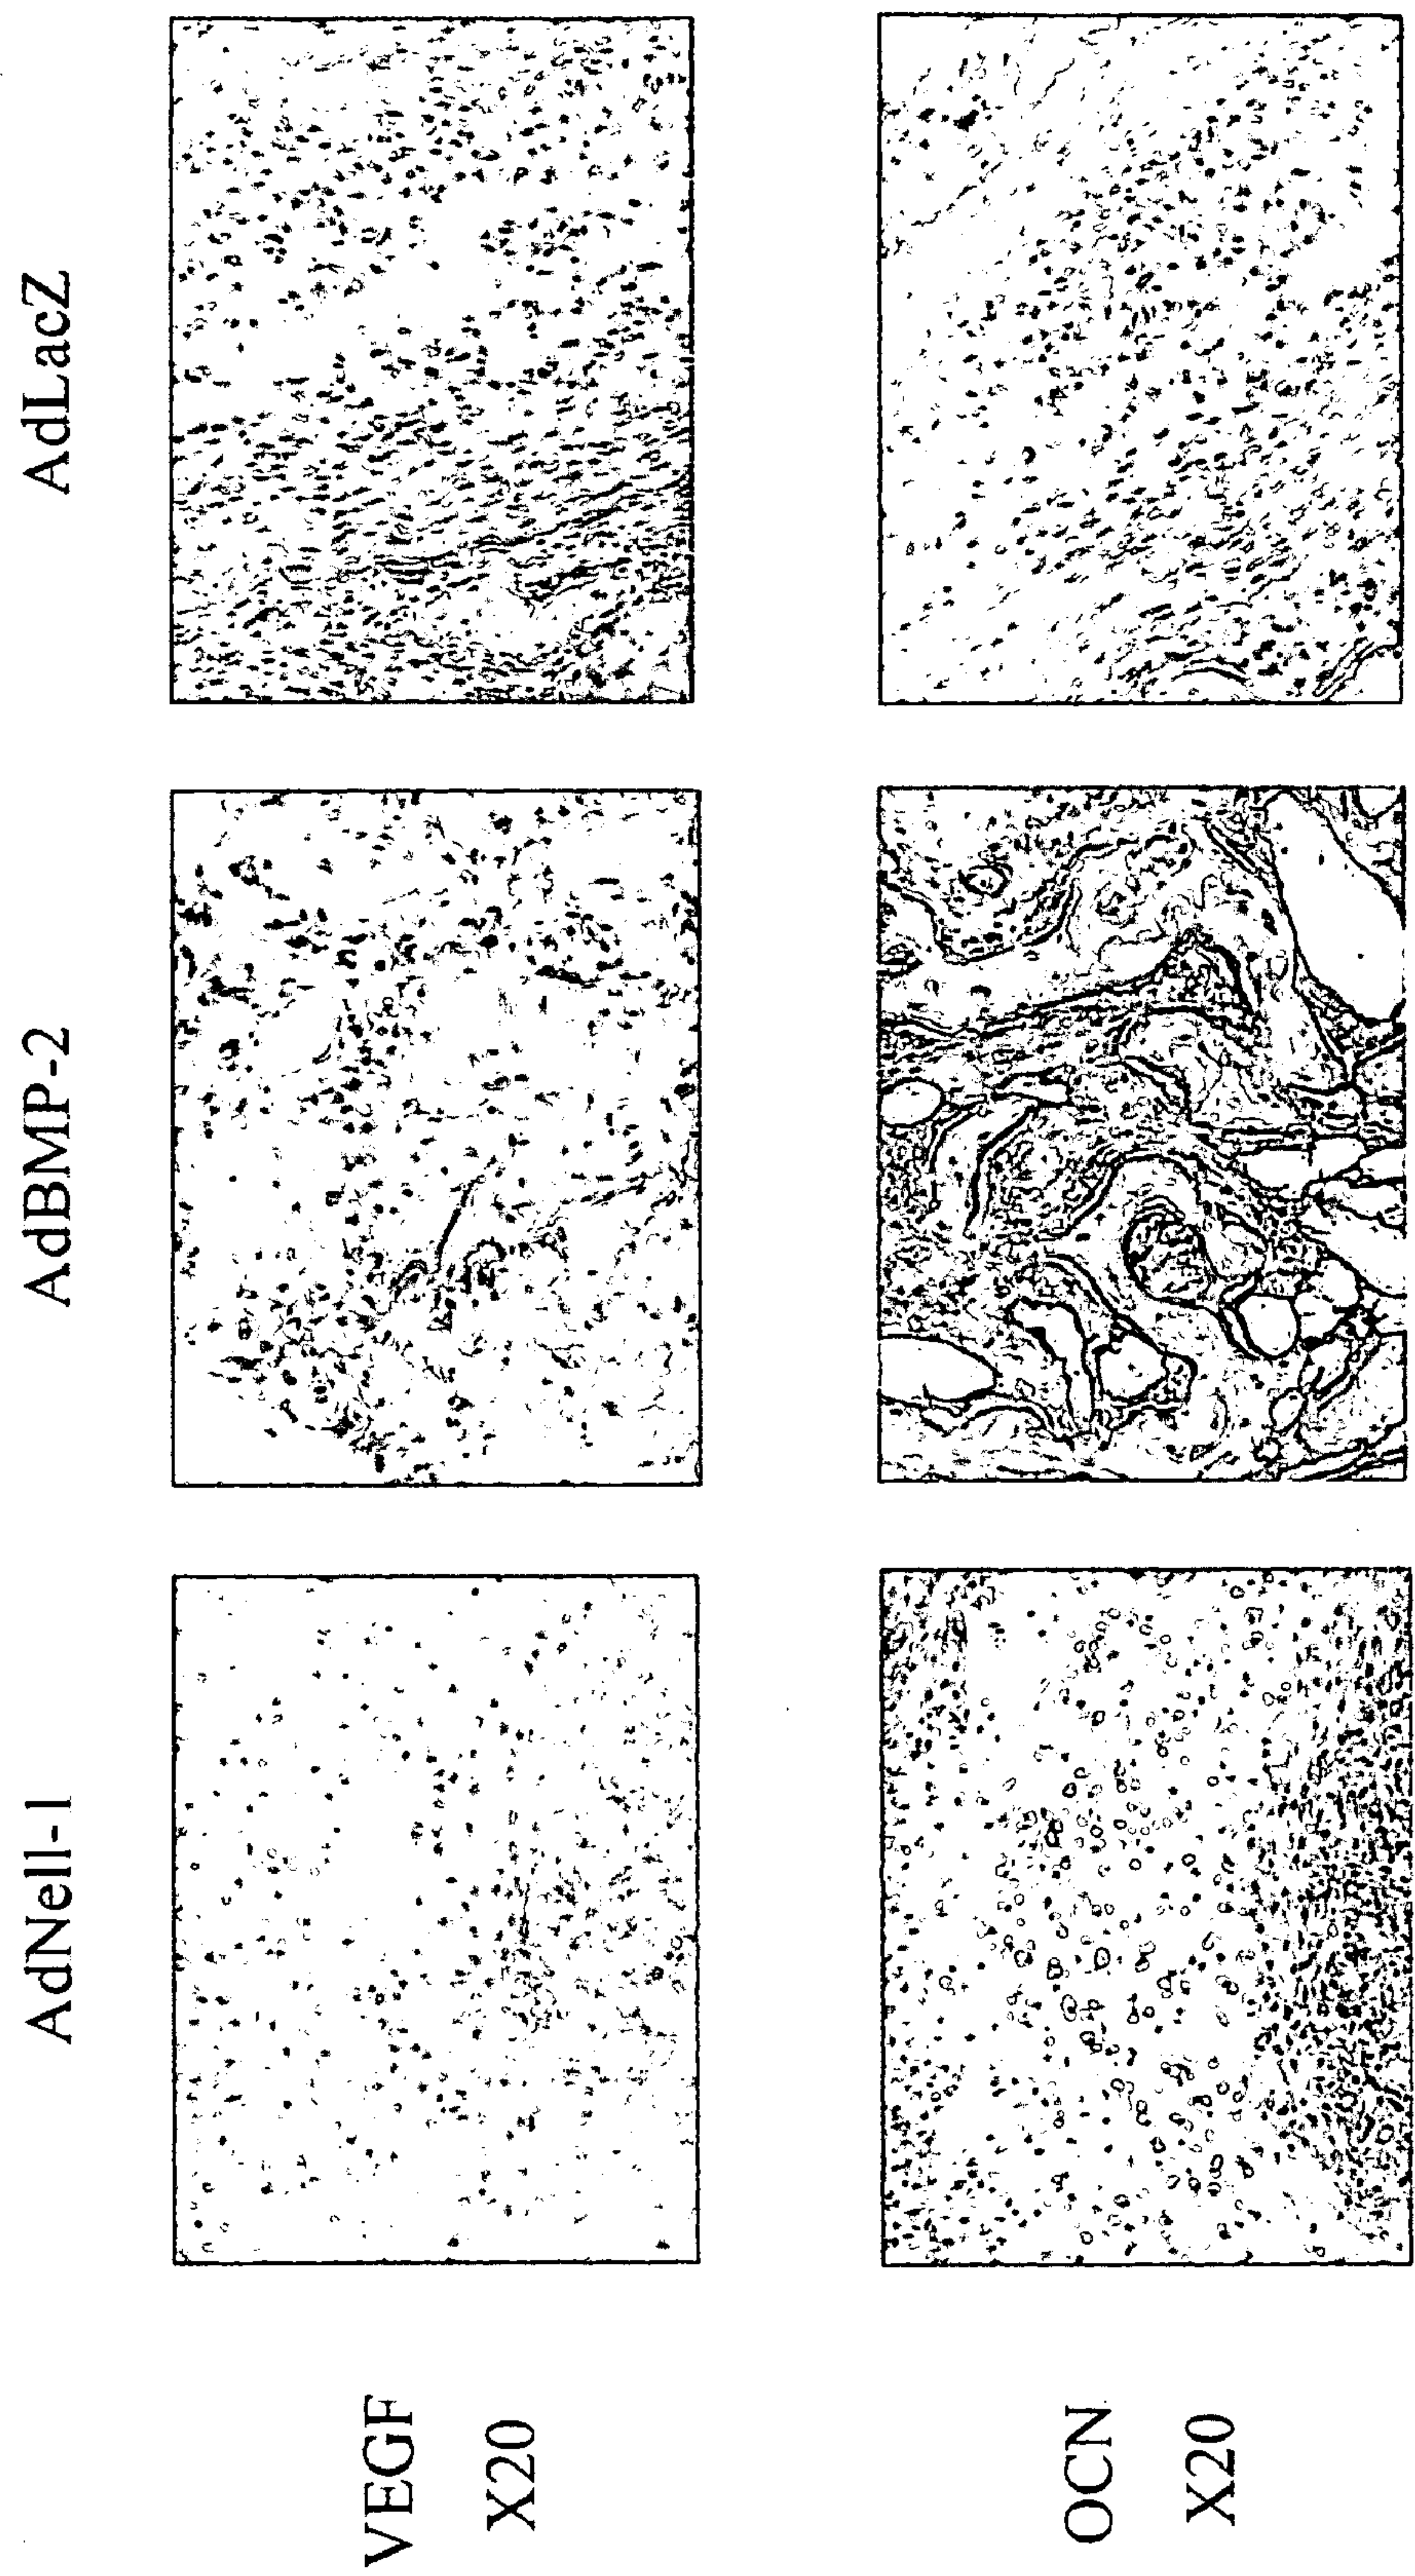 AdNell-1
AdBMP-2
AdLacZ
VEGF
X20
OCN
X20